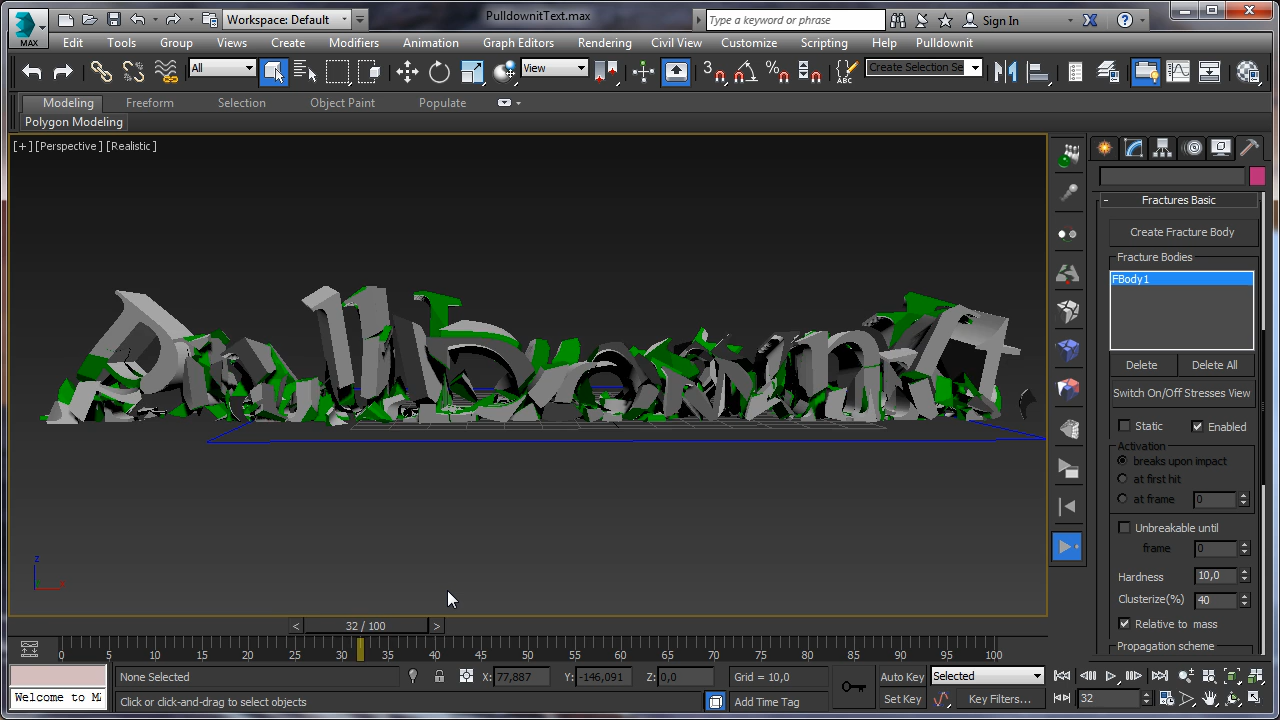 Workspace: Default
PulldownitText.max
Type a keyword or phrase
Sign In
MAX
Edit Tools Group Views Create Modifiers Animation Graph Editors Rendering Civil View Customize Scripting Help Pulldownit
All
View
3
%
ABC
Create Selection Se
Modeling Freeform Selection Object Paint Populate
Polygon Modeling
[+] [Perspective] [Realistic]
- Fractures Basic
Create Fracture Body
Fracture Bodies
FBody1
Delete Delete All
Switch On/Off Stresses View
Static Enabled
Activation
breaks upon impact
at first hit
at frame 0
Unbreakable until
frame 0
Hardness 10,0
Clusterize(%) 40
Relative to mass
Propagation scheme
z
< 32 / 100 >
0 5 10 15 20 25 30 35 40 45 50 55 60 65 70 75 80 85 90 95 100
None Selected X: 77,887 Y: -146,091 Z: 0,0 Grid = 10,0 Auto Key Selected
Welcome to M
Click or click-and-drag to select objects Add Time Tag Set Key Key Filters... 32